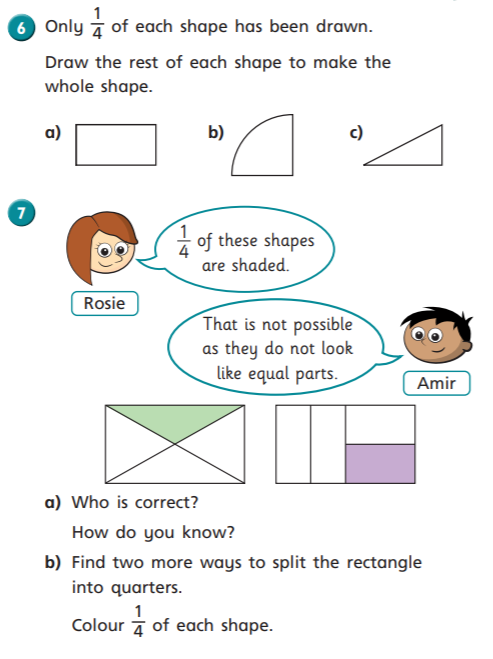 6 Only 1/4 of each shape has been drawn.
Draw the rest of each shape to make the
whole shape.
a) b) c)
7
1/4 of these shapes
are shaded.
Rosie
That is not possible
as they do not look
like equal parts.
Amir
a) Who is correct?
How do you know?
b) Find two more ways to split the rectangle
into quarters.
Colour 1/4 of each shape.